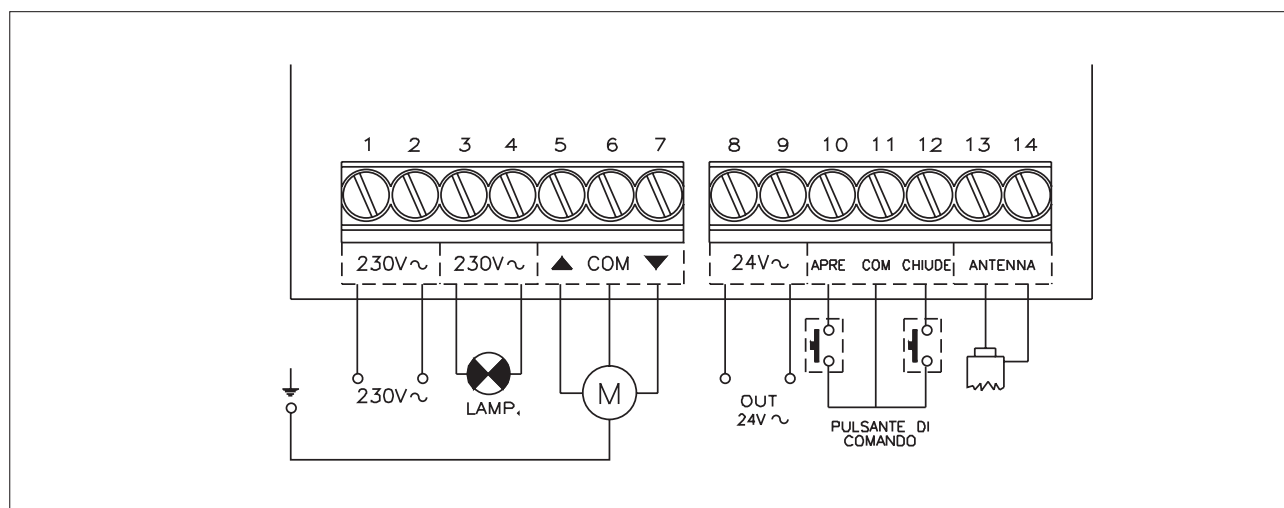 1 2 3 4 5 6 7 8 9 10 11 12 13 14
230V~ 230V~ ▲ COM ▼ 24V~ APRE COM CHIUDE ANTENNA
230V~
LAMP.
M
OUT
24V~
PULSANTE DI
COMANDO